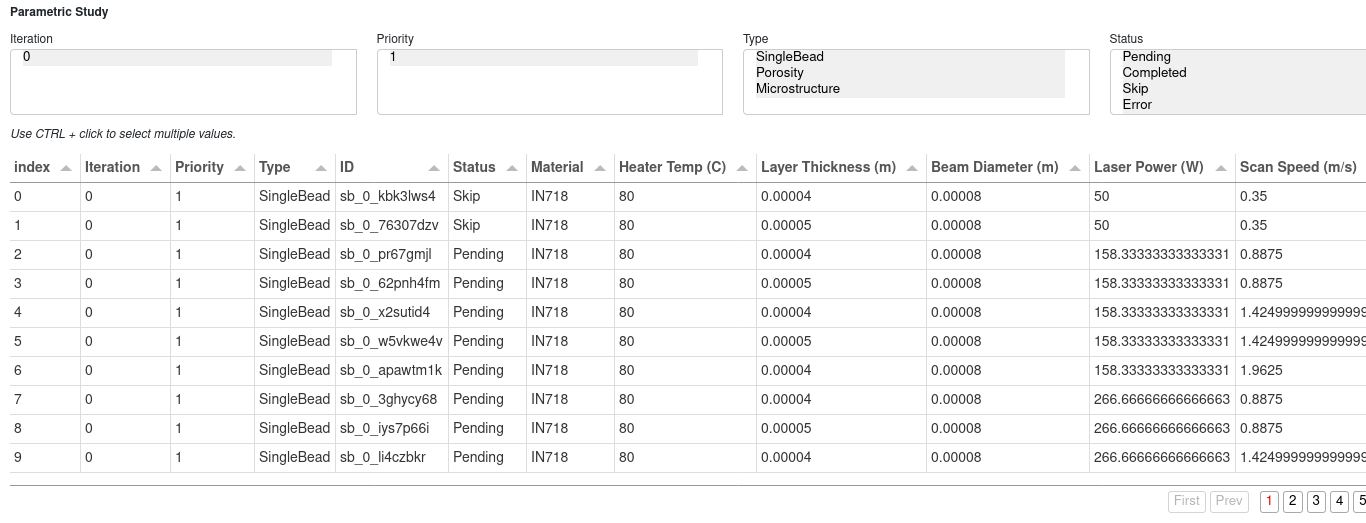 Parametric Study
Iteration Priority Type Status
0 1 SingleBead Pending
Porosity Completed
Microstructure Skip
Error
Use CTRL + click to select multiple values.
index Iteration Priority Type ID Status Material Heater Temp (C) Layer Thickness (m) Beam Diameter (m) Laser Power (W) Scan Speed (m/s)
0 0 1 SingleBead sb_0_kbk3lws4 Skip IN718 80 0.00004 0.00008 50 0.35
1 0 1 SingleBead sb_0_76307dzv Skip IN718 80 0.00005 0.00008 50 0.35
2 0 1 SingleBead sb_0_pr67gmjl Pending IN718 80 0.00004 0.00008 158.33333333333331 0.8875
3 0 1 SingleBead sb_0_62pnh4fm Pending IN718 80 0.00005 0.00008 158.33333333333331 0.8875
4 0 1 SingleBead sb_0_x2sutid4 Pending IN718 80 0.00004 0.00008 158.33333333333331 1.4249999999999999
5 0 1 SingleBead sb_0_w5vkwe4v Pending IN718 80 0.00005 0.00008 158.33333333333331 1.4249999999999999
6 0 1 SingleBead sb_0_apawtm1k Pending IN718 80 0.00004 0.00008 158.33333333333331 1.9625
7 0 1 SingleBead sb_0_3ghycy68 Pending IN718 80 0.00004 0.00008 266.66666666666663 0.8875
8 0 1 SingleBead sb_0_iys7p66i Pending IN718 80 0.00005 0.00008 266.66666666666663 0.8875
9 0 1 SingleBead sb_0_li4czbkr Pending IN718 80 0.00004 0.00008 266.66666666666663 1.4249999999999999
First Prev 1 2 3 4 5